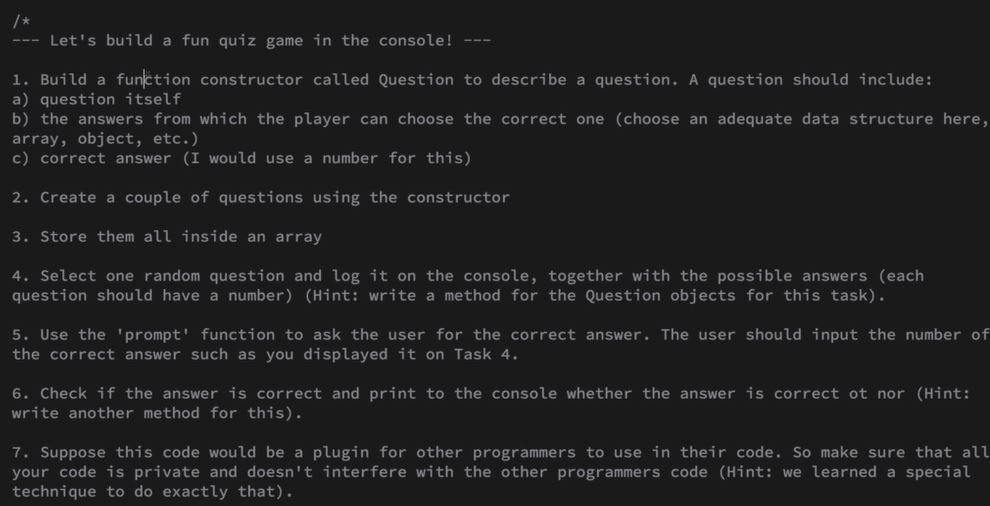 /*
--- Let's build a fun quiz game in the console! ---
1. Build a function constructor called Question to describe a question. A question should include:
a) question itself
b) the answers from which the player can choose the correct one (choose an adequate data structure here,
array, object, etc.)
c) correct answer (I would use a number for this)
2. Create a couple of questions using the constructor
3. Store them all inside an array
4. Select one random question and log it on the console, together with the possible answers (each
question should have a number) (Hint: write a method for the Question objects for this task).
5. Use the 'prompt' function to ask the user for the correct answer. The user should input the number of
the correct answer such as you displayed it on Task 4.
6. Check if the answer is correct and print to the console whether the answer is correct ot nor (Hint:
write another method for this).
7. Suppose this code would be a plugin for other programmers to use in their code. So make sure that all
your code is private and doesn't interfere with the other programmers code (Hint: we learned a special
technique to do exactly that).